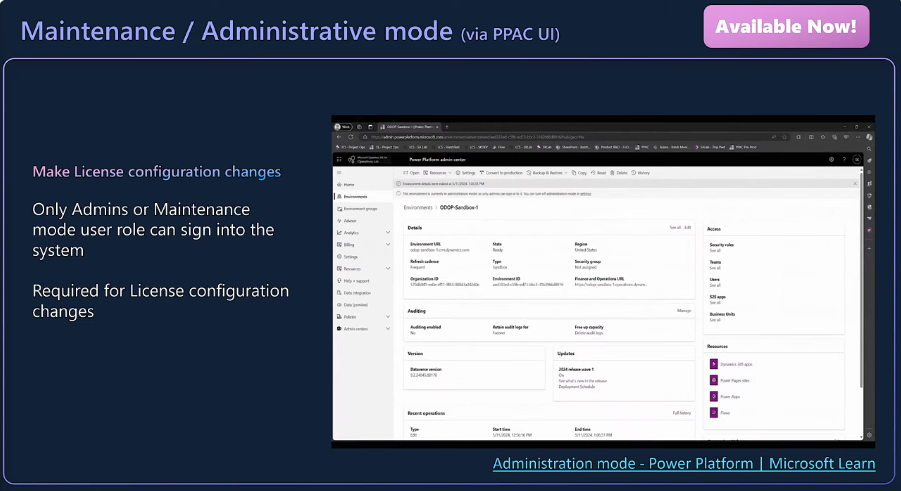 Maintenance / Administrative mode (via PPAC UI)
Available Now!
Make License configuration changes
Only Admins or Maintenance
mode user role can sign into the
system
Required for License configuration
changes
Power Platform admin center
Open Resources Settings Convert to production Backup & Restore Copy Reset Delete History
Home
Environments
Environment groups
Advisor
Analytics
Billing
Settings
Resources
Help + support
Data integration
Data (preview)
Policies
Admin centers
Environments > ODOP-Sandbox-1
Details
See all Edit
Environment URL
State
Ready
Region
United States
Refresh cadence
Frequent
Type
Sandbox
Security group
Not assigned
Organization ID
Environment ID
Finance and Operations URL
Auditing
Manage
Auditing enabled
No
Retain audit logs for
Forever
Free up capacity
Delete audit logs
Version
Dataverse version
Updates
2024 release wave 1
On
See what's new in the release
Deployment Schedule
Recent operations
Full history
Type
Edit
Start time
End time
Access
Security roles
See all
Teams
See all
Users
See all
S2S apps
See all
Business Units
See all
Resources
Dynamics 365 apps
Power Pages sites
Power Apps
Flows
Administration mode - Power Platform | Microsoft Learn